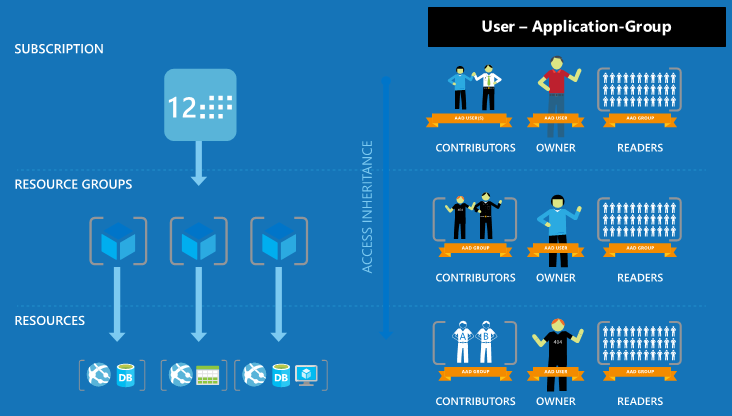 User – Application-Group
SUBSCRIPTION
12
AAD USER(S)
AAD USER
AAD GROUP
CONTRIBUTORS
OWNER
READERS
ACCESS INHERITANCE
RESOURCE GROUPS
AAD GROUP
AAD USER
AAD GROUP
CONTRIBUTORS
OWNER
READERS
RESOURCES
A
B
404
DB
DB
AAD GROUP
AAD USER
AAD-GROUP
CONTRIBUTORS
OWNER
READERS